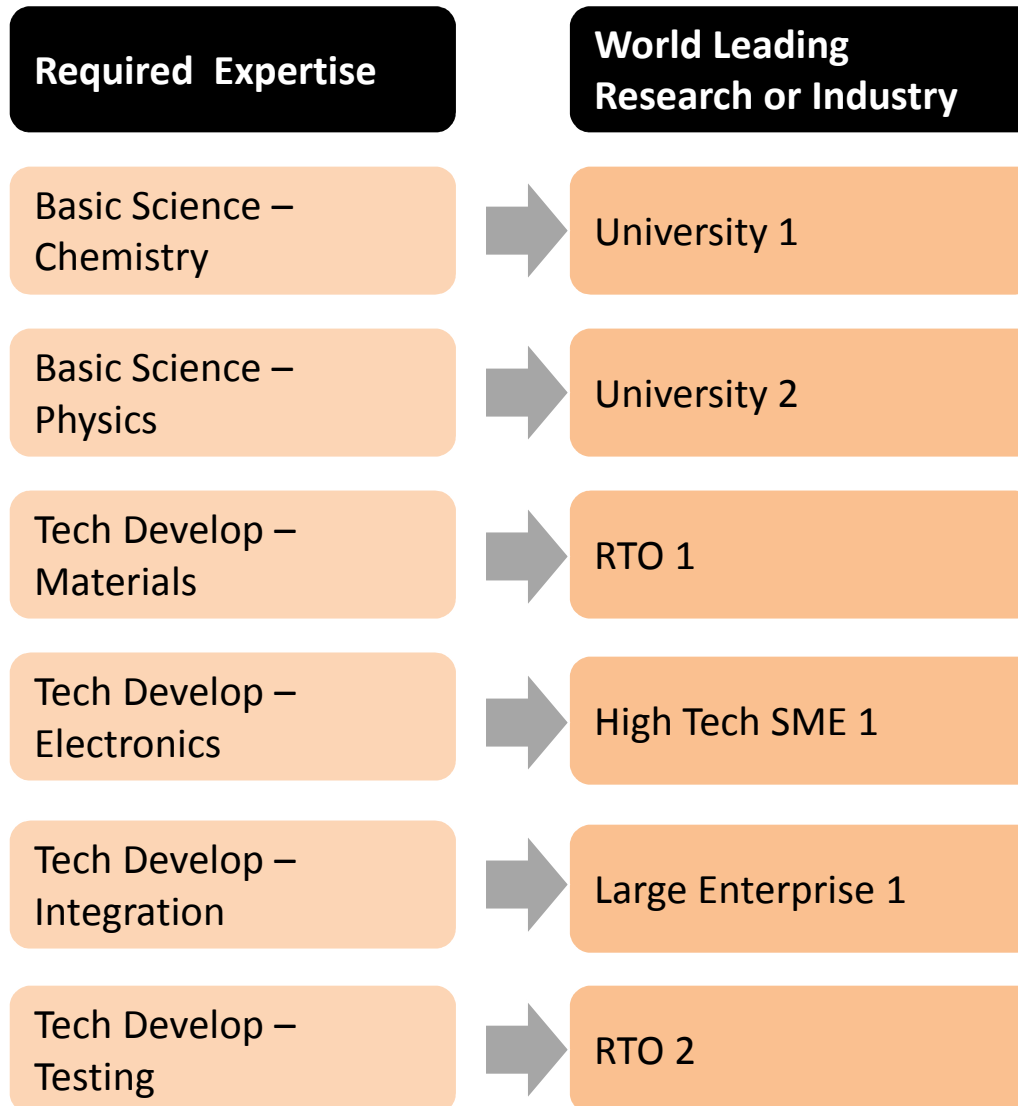 Required  Expertise
World Leading
Research or Industry
Basic Science –
Chemistry
University 1
Basic Science –
Physics
University 2
Tech Develop –
Materials
RTO 1
Tech Develop –
Electronics
High Tech SME 1
Tech Develop –
Integration
Large Enterprise 1
Tech Develop –
Testing
RTO 2